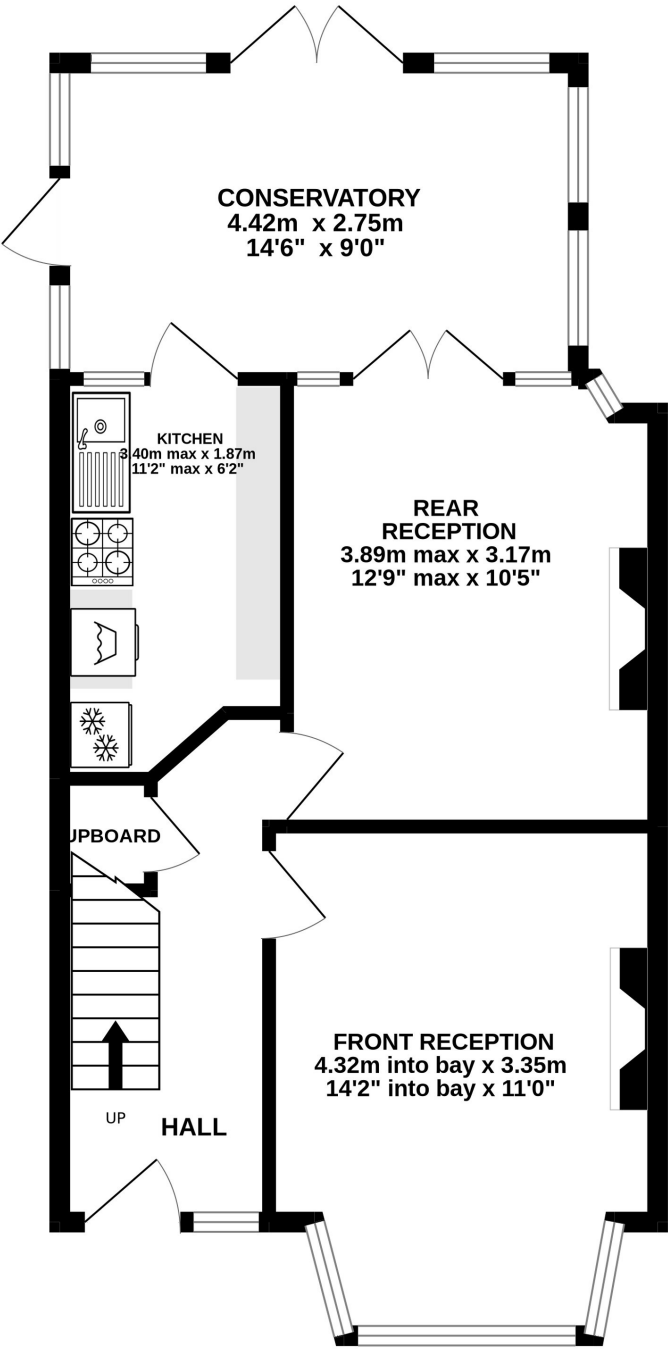 CONSERVATORY
4.42m x 2.75m
14'6" x 9'0"
KITCHEN
3.40m max x 1.87m
11'2" max x 6'2"
REAR
RECEPTION
3.89m max x 3.17m
12'9" max x 10'5"
UPBOARD
FRONT RECEPTION
4.32m into bay x 3.35m
14'2" into bay x 11'0"
UP
HALL